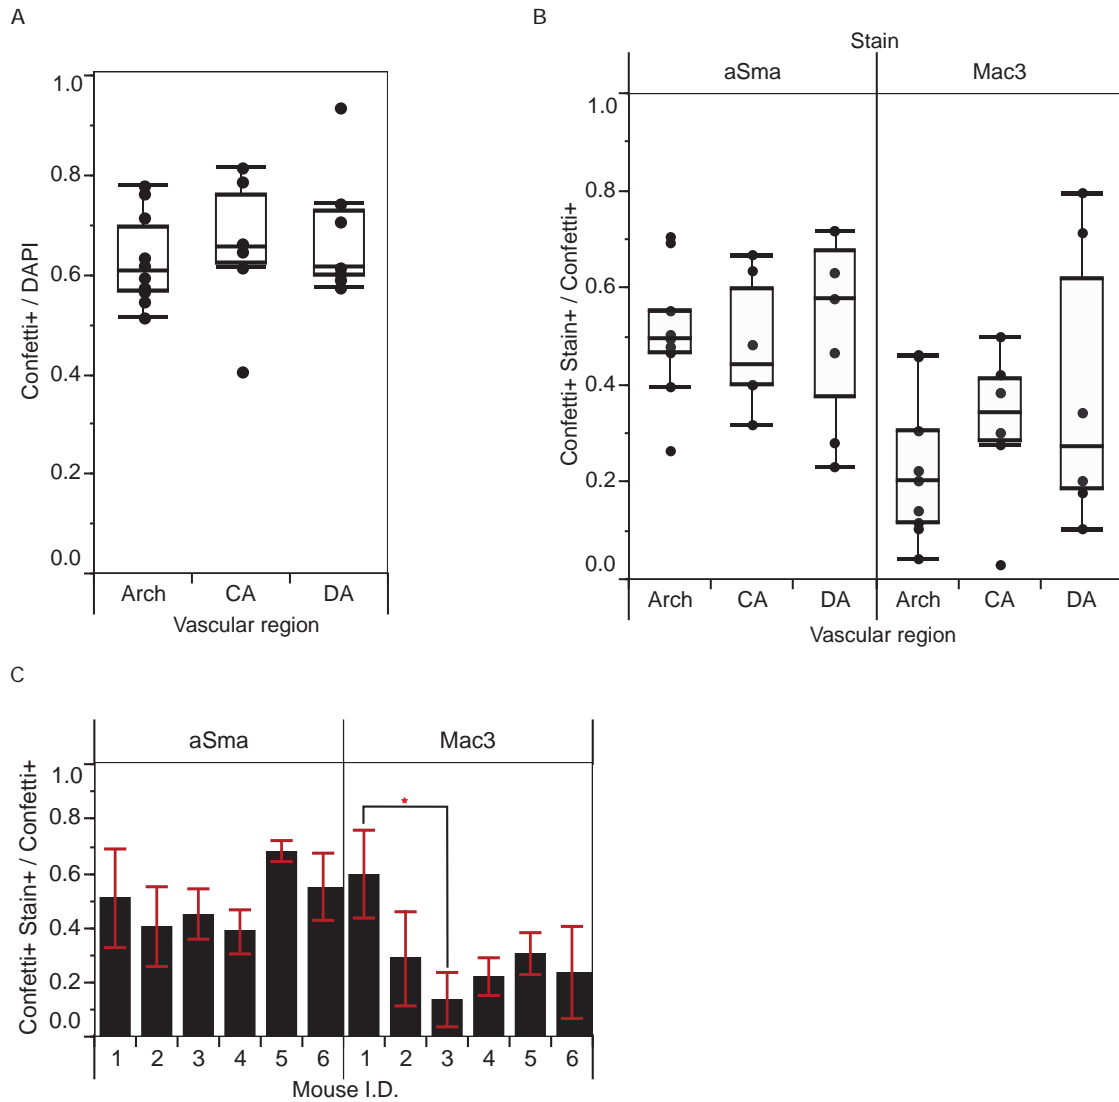 A
Confetti+ / DAPI
1.0
0.8
0.6
0.4
0.2
0.0
Arch CA DA
Vascular region
B
Stain
aSma Mac3
Confetti+ Stain+ / Confetti+
1.0
0.8
0.6
0.4
0.2
0.0
Arch CA DA Arch CA DA
Vascular region
C
aSma Mac3
Confetti+ Stain+ / Confetti+
1.0
0.8
0.6
0.4
0.2
0.0
*
1 2 3 4 5 6 1 2 3 4 5 6
Mouse I.D.